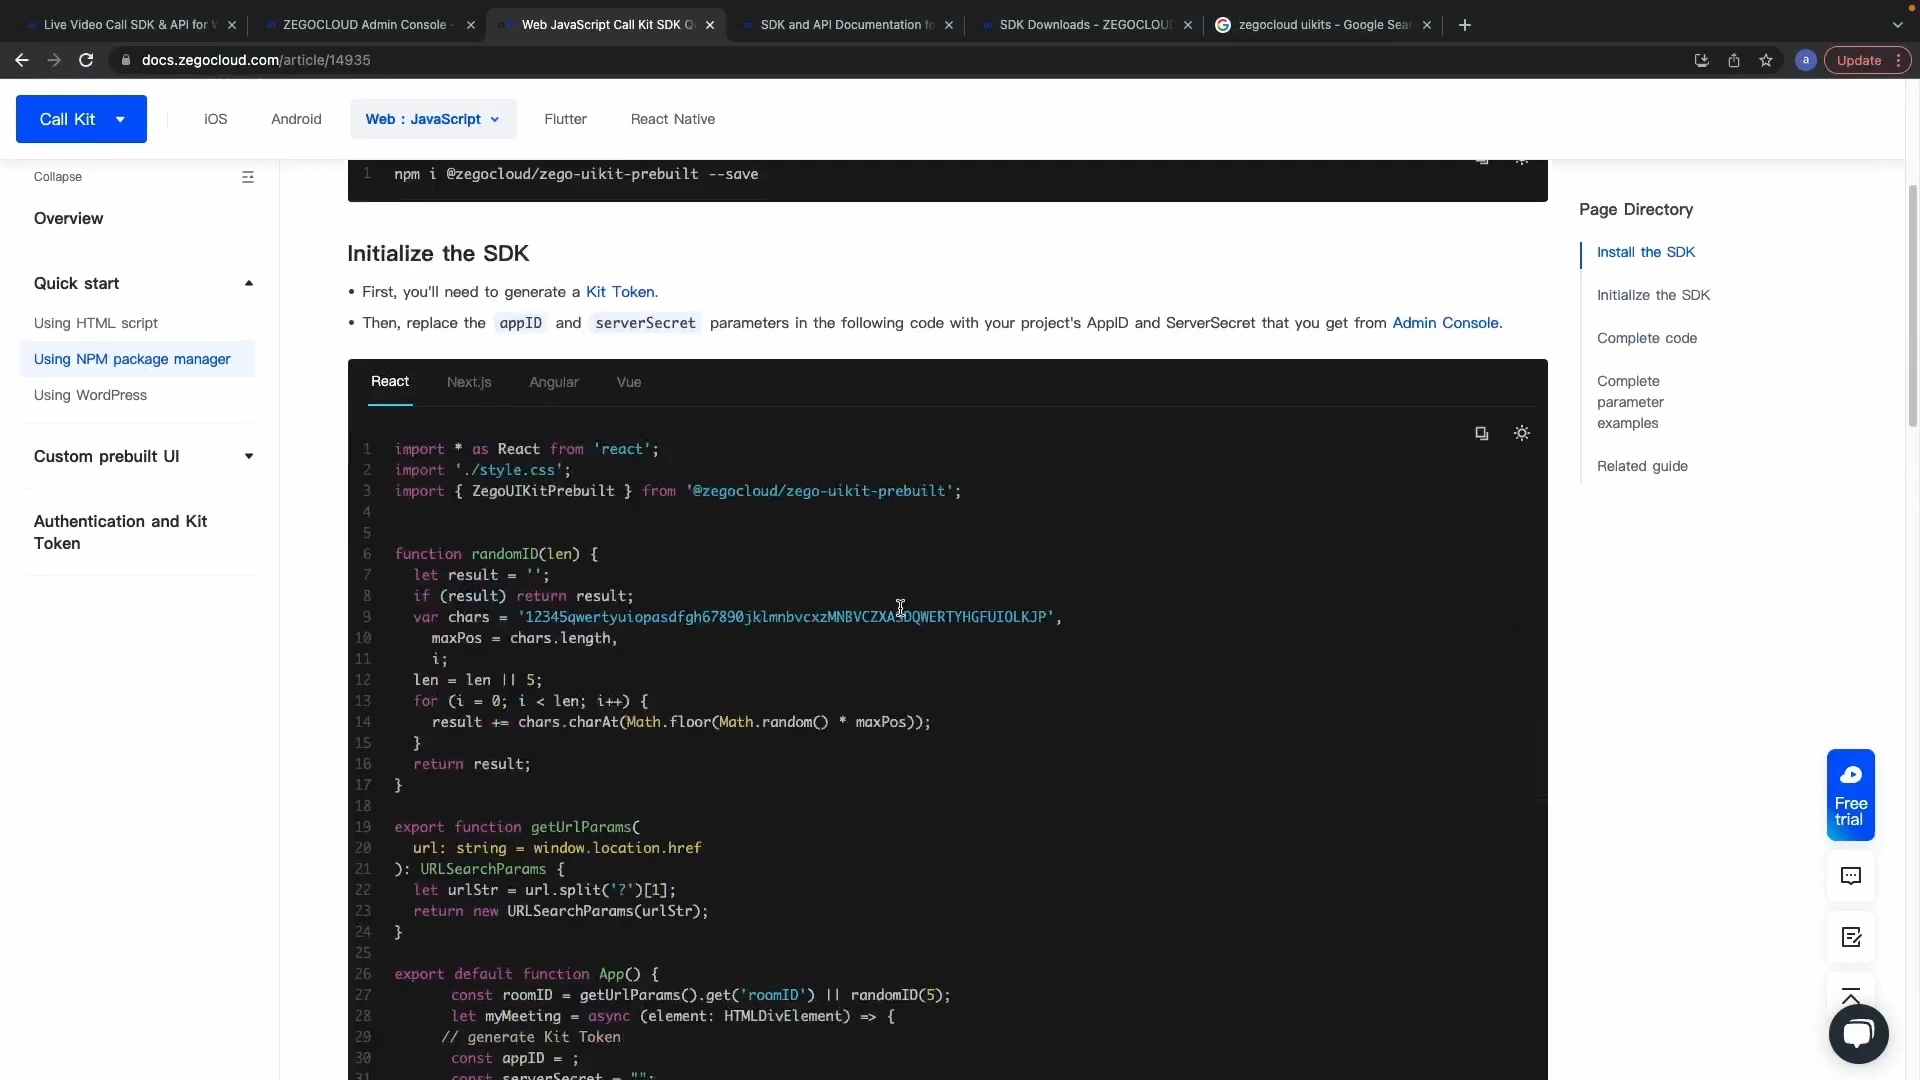 Live Video Call SDK & API for W
ZEGOCLOUD Admin Console -
Web JavaScript Call Kit SDK Q
SDK and API Documentation fo
SDK Downloads - ZEGOCLOUD
zegocloud uikits - Google Sear
docs.zegocloud.com/article/14935
a
Update
Call Kit
iOS
Android
Web : JavaScript
Flutter
React Native
Collapse
Overview
Quick start
Using HTML script
Using NPM package manager
Using WordPress
Custom prebuilt UI
Authentication and Kit
Token
1 npm i @zegocloud/zego-uikit-prebuilt --save
Initialize the SDK
• First, you'll need to generate a Kit Token.
• Then, replace the appID and serverSecret parameters in the following code with your project's AppID and ServerSecret that you get from Admin Console.
React Next.js Angular Vue
1 import * as React from 'react';
2 import './style.css';
3 import { ZegoUIKitPrebuilt } from '@zegocloud/zego-uikit-prebuilt';
4
5
6 function randomID(len) {
7 let result = '';
8 if (result) return result;
9 var chars = '12345qwertyuiopasdfgh67890jklmnbvcxzMNBVCZXASDQWERTYHGFUIOLKJP',
10 maxPos = chars.length,
11 i;
12 len = len || 5;
13 for (i = 0; i < len; i++) {
14 result += chars.charAt(Math.floor(Math.random() * maxPos));
15 }
16 return result;
17 }
18
19 export function getUrlParams(
20 url: string = window.location.href
21 ): URLSearchParams {
22 let urlStr = url.split('?')[1];
23 return new URLSearchParams(urlStr);
24 }
25
26 export default function App() {
27 const roomID = getUrlParams().get('roomID') || randomID(5);
28 let myMeeting = async (element: HTMLDivElement) => {
29 // generate Kit Token
30 const appID = ;
31 const serverSecret = "";
Page Directory
Install the SDK
Initialize the SDK
Complete code
Complete
parameter
examples
Related guide
Free
trial